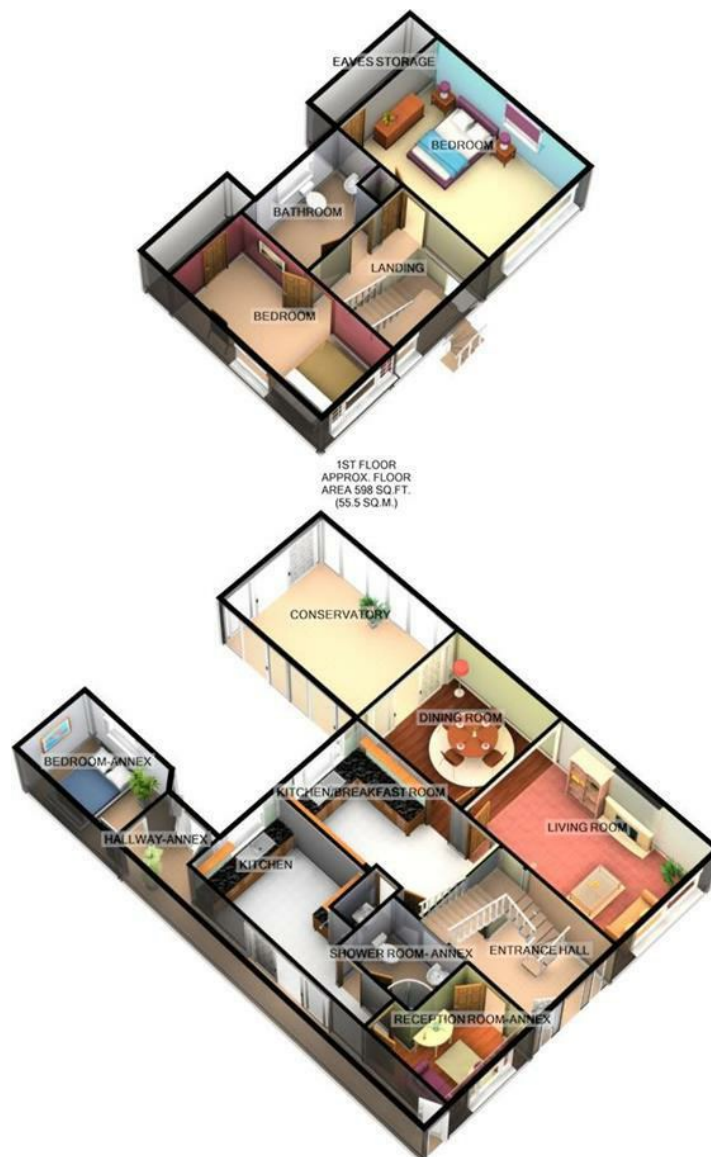 EAVES STORAGE
BEDROOM
BATHROOM
LANDING
BEDROOM
1ST FLOOR
APPROX. FLOOR
AREA 598 SQ.FT.
(55.5 SQ.M.)
CONSERVATORY
DINING ROOM
BEDROOM-ANNEX
KITCHEN/BREAKFAST ROOM
LIVING ROOM
HALLWAY-ANNEX
KITCHEN
SHOWER ROOM- ANNEX
ENTRANCE HALL
RECEPTION ROOM-ANNEX